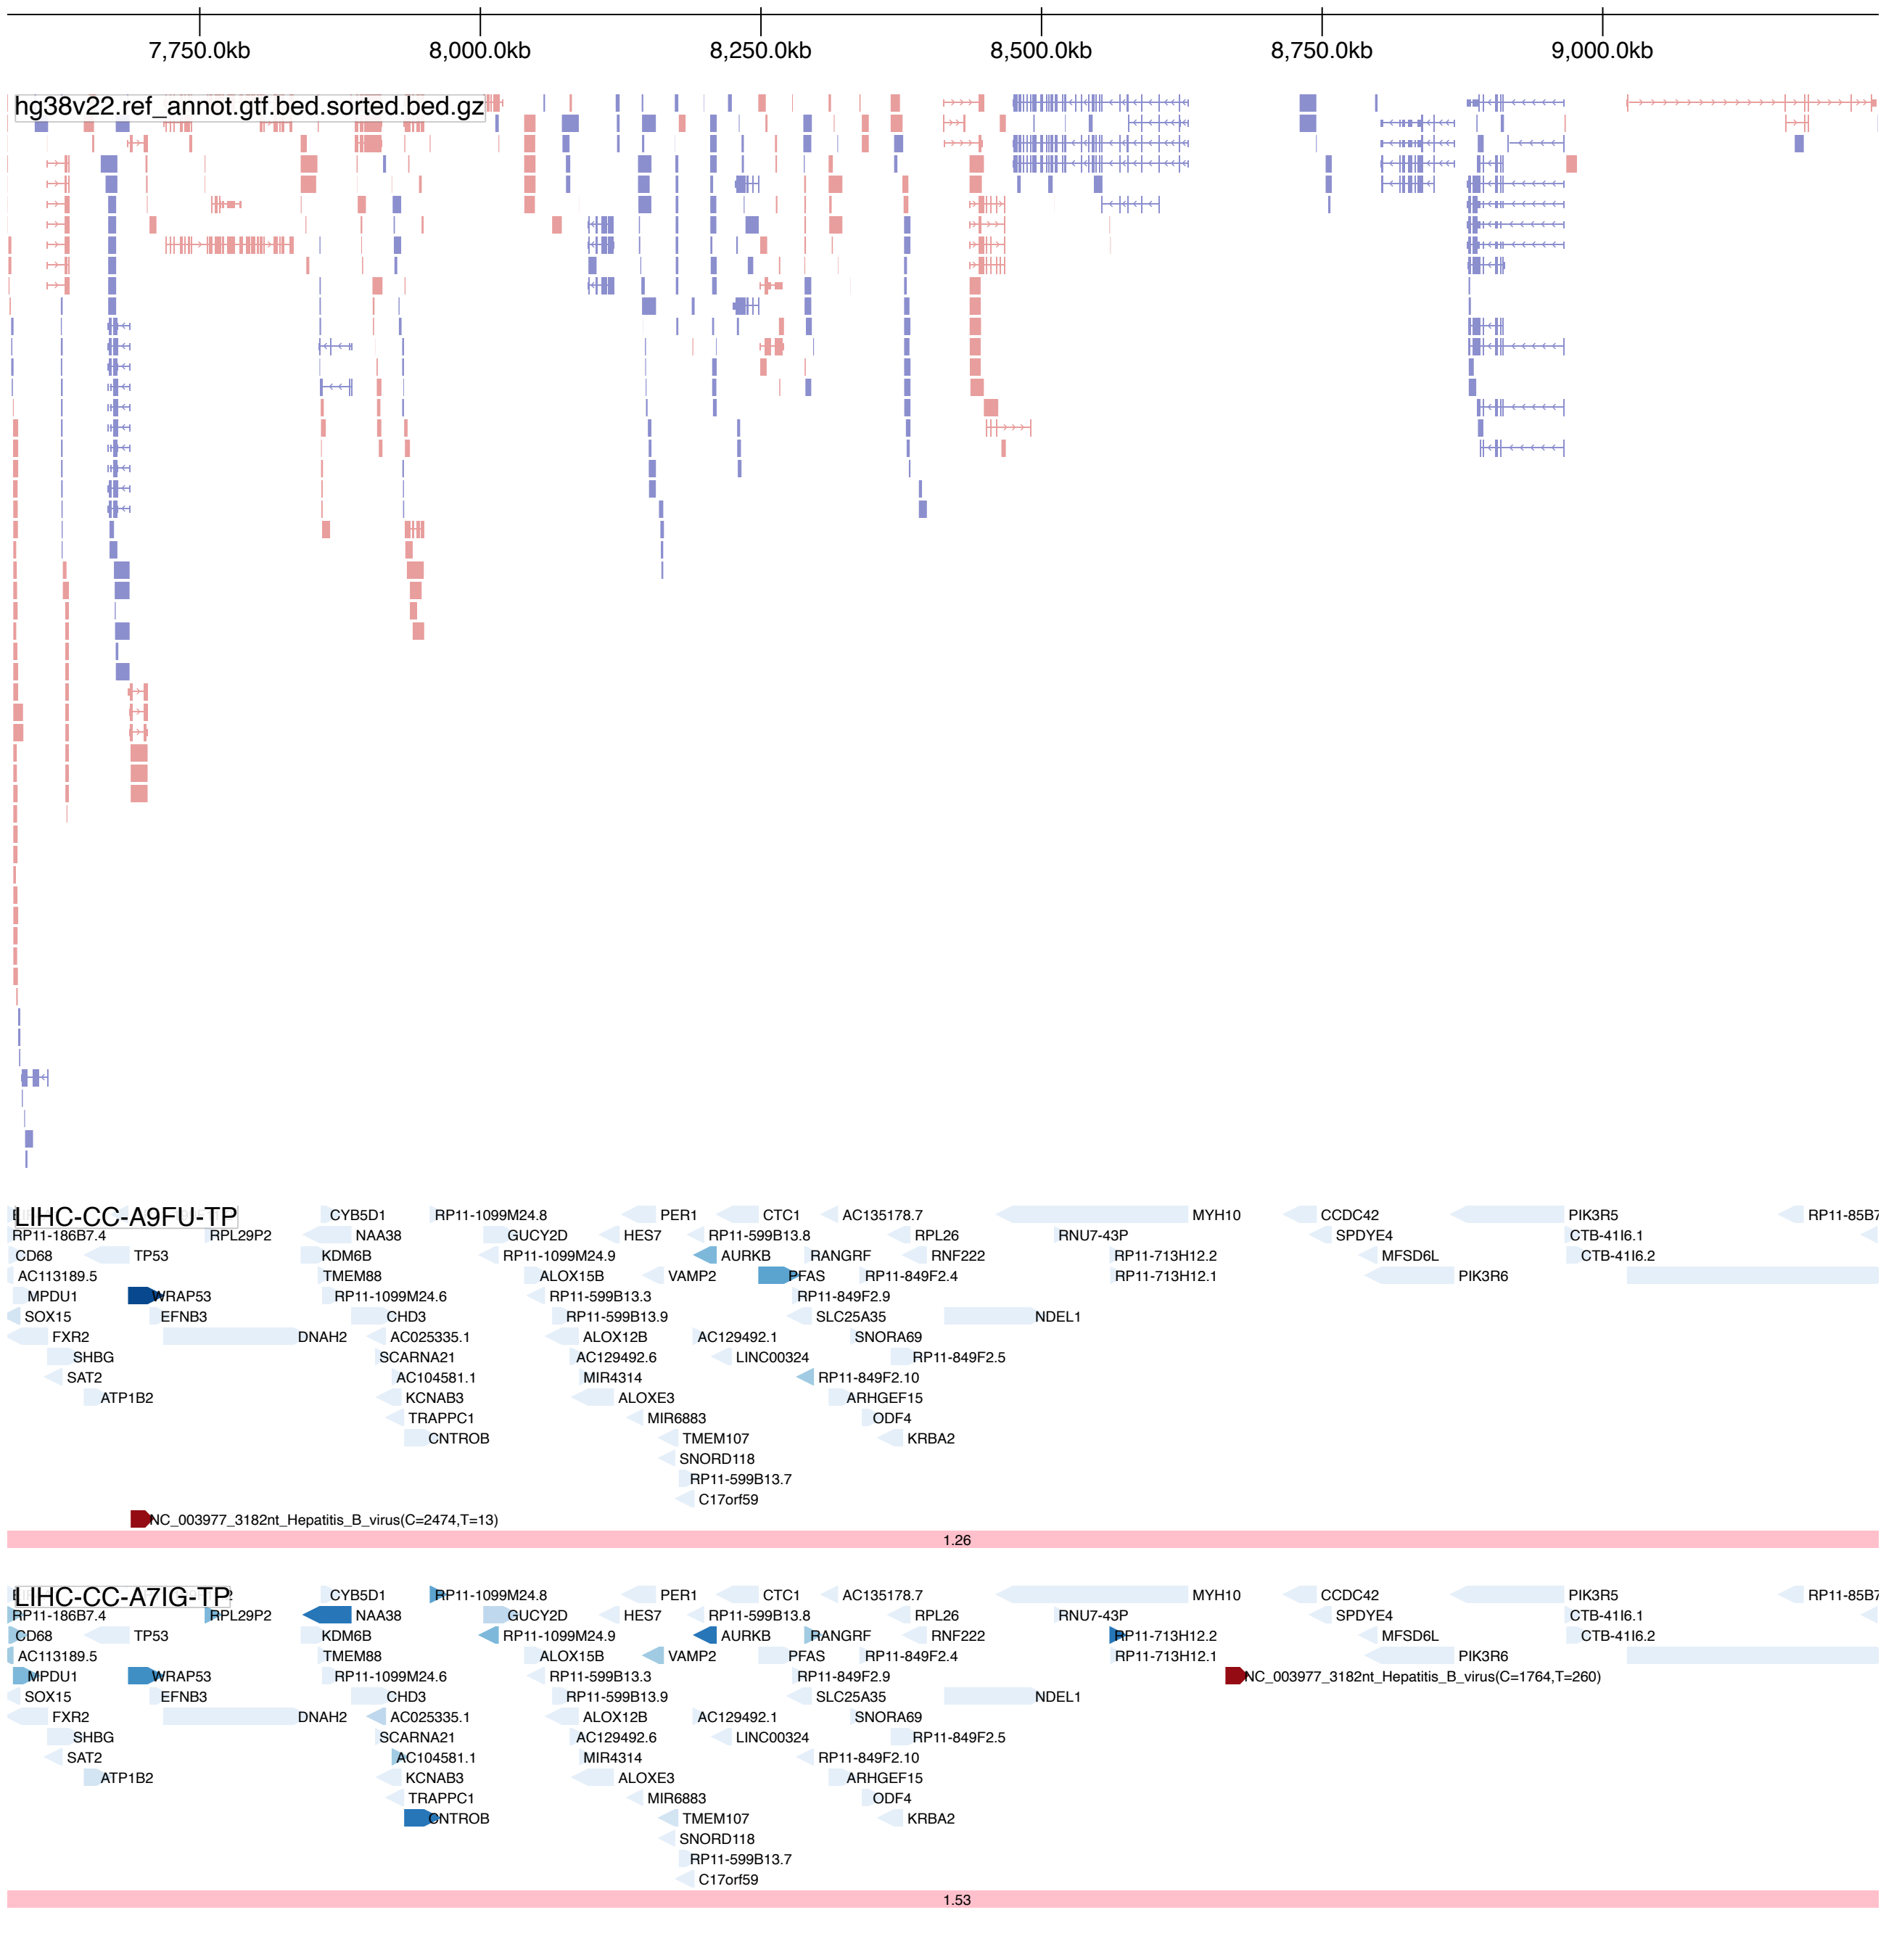 7,750.0kb 8,000.0kb 8,250.0kb 8,500.0kb 8,750.0kb 9,000.0kb
hg38v22.ref_annot.gtf.bed.sorted.bed.gz
LIHC-CC-A9FU-TP CYB5D1 RP11-1099M24.8 PER1 CTC1 AC135178.7 MYH10 CCDC42 PIK3R5 RP11-85B7
RP11-186B7.4 RPL29P2 NAA38 GUCY2D HES7 RP11-599B13.8 RPL26 RNU7-43P SPDYE4 CTB-41I6.1
CD68 TP53 KDM6B RP11-1099M24.9 AURKB RANGRF RNF222 RP11-713H12.2 MFSD6L CTB-41I6.2
AC113189.5 TMEM88 ALOX15B VAMP2 PFAS RP11-849F2.4 RP11-713H12.1 PIK3R6
MPDU1 WRAP53 RP11-1099M24.6 RP11-599B13.3 RP11-849F2.9
SOX15 EFNB3 CHD3 RP11-599B13.9 SLC25A35 NDEL1
FXR2 DNAH2 AC025335.1 ALOX12B AC129492.1 SNORA69
SHBG SCARNA21 AC129492.6 LINC00324 RP11-849F2.5
SAT2 AC104581.1 MIR4314 RP11-849F2.10
ATP1B2 KCNAB3 ALOXE3 ARHGEF15
TRAPPC1 MIR6883 ODF4
CNTROB TMEM107 KRBA2
SNORD118
RP11-599B13.7
C17orf59
NC_003977_3182nt_Hepatitis_B_virus(C=2474,T=13)
1.26
LIHC-CC-A7IG-TP CYB5D1 RP11-1099M24.8 PER1 CTC1 AC135178.7 MYH10 CCDC42 PIK3R5 RP11-85B7
RP11-186B7.4 RPL29P2 NAA38 GUCY2D HES7 RP11-599B13.8 RPL26 RNU7-43P SPDYE4 CTB-41I6.1
CD68 TP53 KDM6B RP11-1099M24.9 AURKB RANGRF RNF222 RP11-713H12.2 MFSD6L CTB-41I6.2
AC113189.5 TMEM88 ALOX15B VAMP2 PFAS RP11-849F2.4 RP11-713H12.1 PIK3R6
MPDU1 WRAP53 RP11-1099M24.6 RP11-599B13.3 RP11-849F2.9 NC_003977_3182nt_Hepatitis_B_virus(C=1764,T=260)
SOX15 EFNB3 CHD3 RP11-599B13.9 SLC25A35 NDEL1
FXR2 DNAH2 AC025335.1 ALOX12B AC129492.1 SNORA69
SHBG SCARNA21 AC129492.6 LINC00324 RP11-849F2.5
SAT2 AC104581.1 MIR4314 RP11-849F2.10
ATP1B2 KCNAB3 ALOXE3 ARHGEF15
TRAPPC1 MIR6883 ODF4
CNTROB TMEM107 KRBA2
SNORD118
RP11-599B13.7
C17orf59
1.53